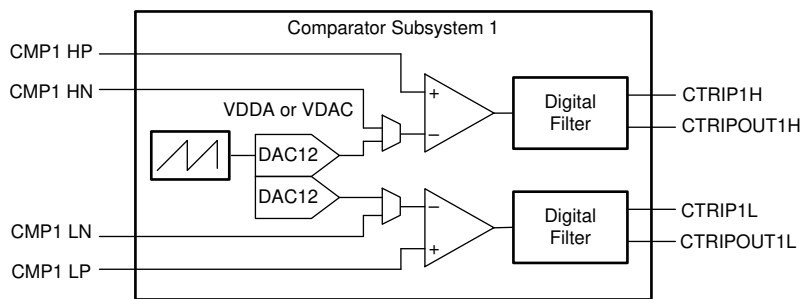 Comparator Subsystem 1
CMP1 HP
CMP1 HN
VDDA or VDAC
DAC12
DAC12
Digital
Filter
CTRIP1H
CTRIPOUT1H
CMP1 LN
CMP1 LP
Digital
Filter
CTRIP1L
CTRIPOUT1L